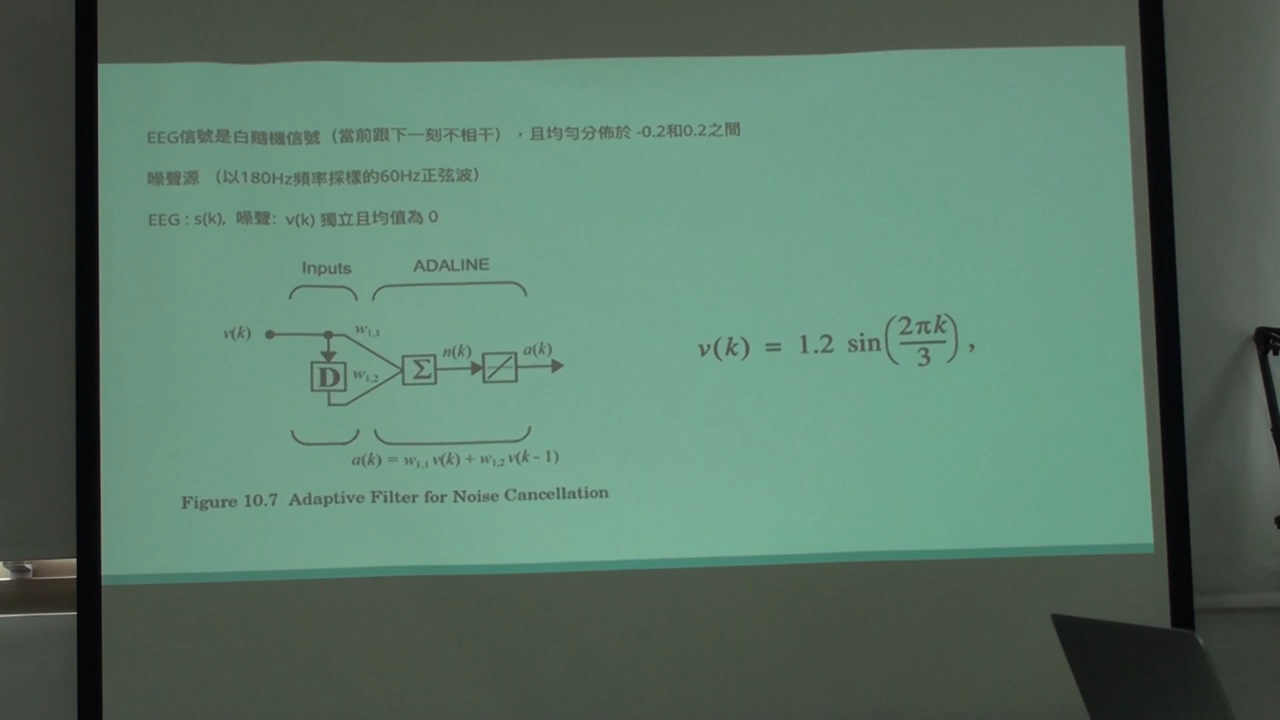 EEG信號是白隨機信號（當前跟下一刻不相干），且均勻分佈於 -0.2和0.2之間
噪聲源 （以180Hz頻率採樣的60Hz正弦波）
EEG : s(k), 噪聲: v(k) 獨立且均值為 0
Inputs ADALINE
v(k) w1,1
n(k) a(k)
D w1,2 Σ
a(k) = w1,1 v(k) + w1,2 v(k - 1)
Figure 10.7 Adaptive Filter for Noise Cancellation
v(k) = 1.2 sin(2πk/3),